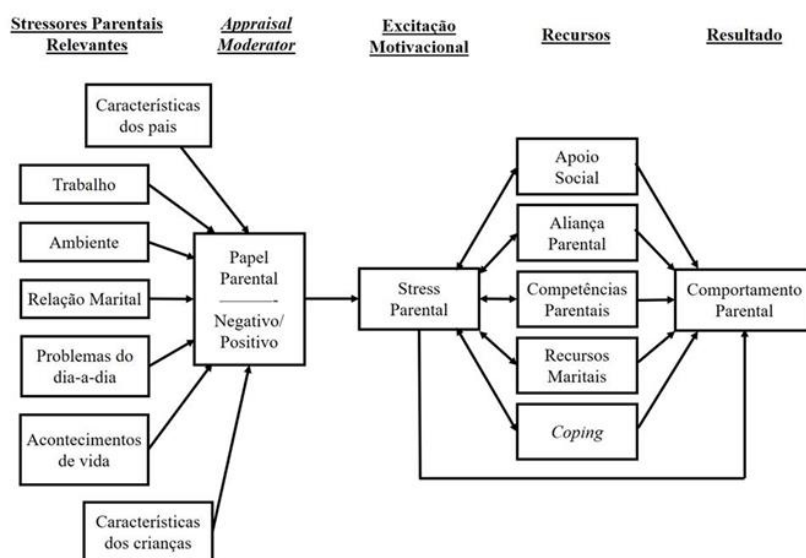 Stressores Parentais
Relevantes
Appraisal
Moderator
Excitação
Motivacional
Recursos
Resultado
Características
dos pais
Trabalho
Ambiente
Relação Marital
Problemas do
dia-a-dia
Acontecimentos
de vida
Características
dos crianças
Papel
Parental
Negativo/
Positivo
Stress
Parental
Apoio
Social
Aliança
Parental
Competências
Parentais
Recursos
Maritais
Coping
Comportamento
Parental